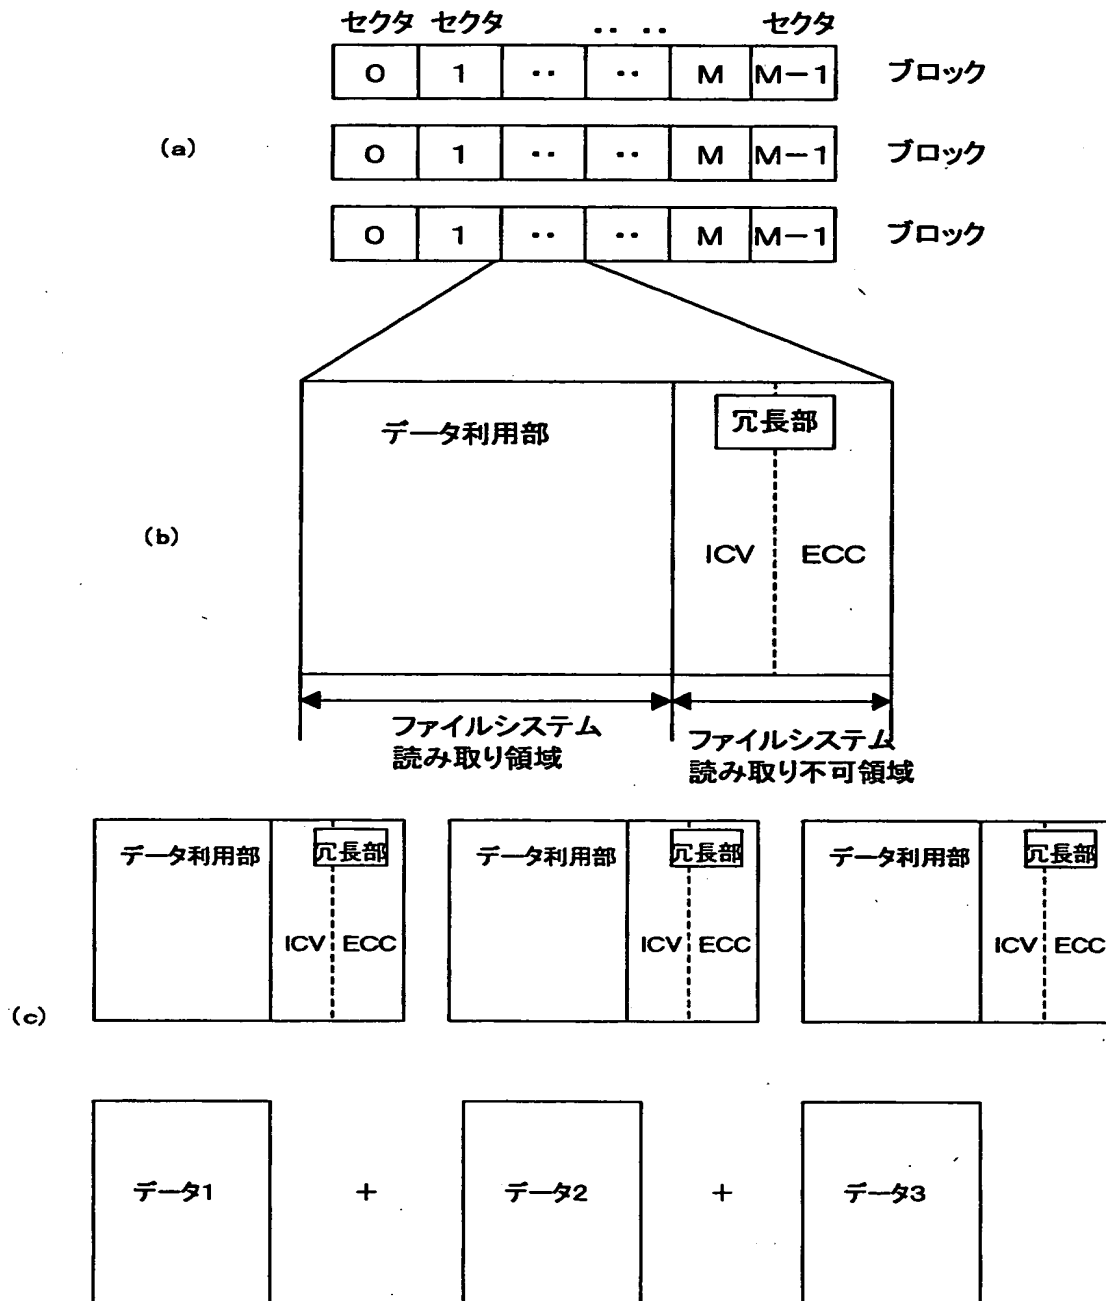 セクタ セクタ ‥ ‥ セクタ
0 1 ‥ ‥ M M-1 ブロック
(a)
0 1 ‥ ‥ M M-1 ブロック
0 1 ‥ ‥ M M-1 ブロック
データ利用部
冗長部
(b)
ICV ECC
ファイルシステム
読み取り領域
ファイルシステム
読み取り不可領域
データ利用部 冗長部 データ利用部 冗長部 データ利用部 冗長部
ICV ECC ICV ECC ICV ECC
(c)
データ1 + データ2 + データ3